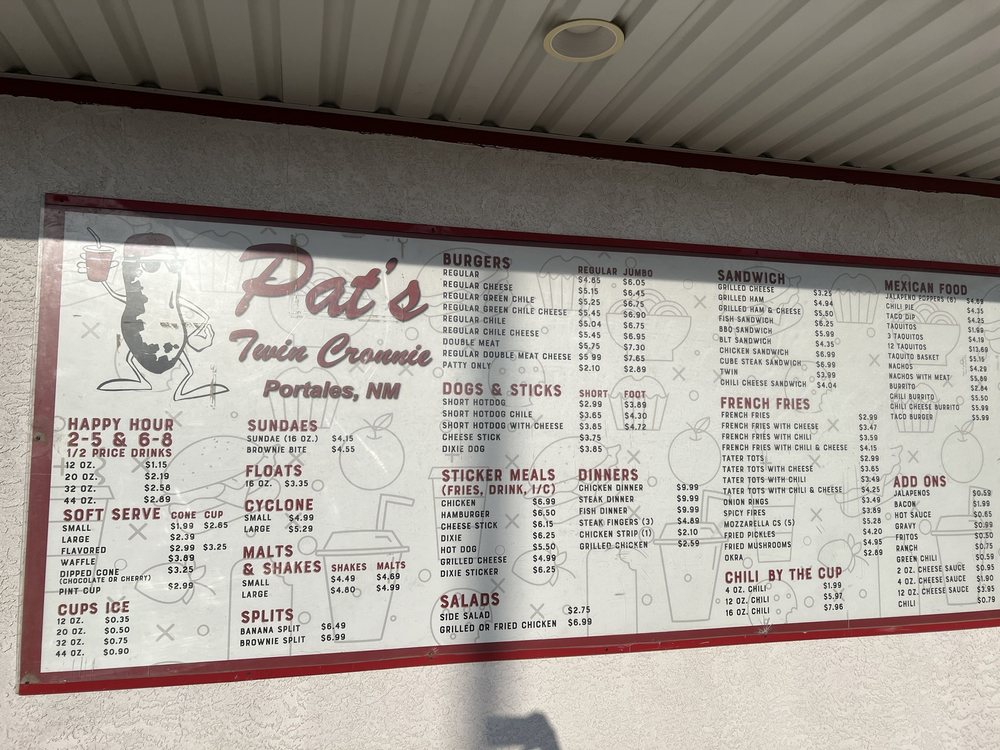 Pat's
Twin Cronnie
Portales, NM
HAPPY HOUR
2-5 & 6-8
1/2 PRICE DRINKS
12 OZ. $1.15
20 OZ. $2.19
32 OZ. $2.58
44 OZ. $2.89
SOFT SERVE CONE CUP
SMALL $1.99 $2.65
LARGE $2.39
FLAVORED $2.99 $3.25
WAFFLE $3.89
DIPPED CONE $3.25
(CHOCOLATE OR CHERRY)
PINT CUP $2.99
CUPS ICE
12 OZ. $0.35
20 OZ. $0.50
32 OZ. $0.75
44 OZ. $0.90
SUNDAES
SUNDAE (16 OZ.) $4.15
BROWNIE BITE $4.55
FLOATS
16 OZ. $3.35
CYCLONE
SMALL $4.99
LARGE $5.29
MALTS
& SHAKES SHAKES MALTS
SMALL $4.49 $4.69
LARGE $4.80 $4.99
SPLITS
BANANA SPLIT $6.49
BROWNIE SPLIT $6.99
BURGERS REGULAR JUMBO
REGULAR $4.65 $6.05
REGULAR CHEESE $5.15 $6.45
REGULAR GREEN CHILE $5.25 $6.75
REGULAR GREEN CHILE CHEESE $5.45 $6.90
REGULAR CHILE $5.04 $6.75
REGULAR CHILE CHEESE $5.45 $6.95
DOUBLE MEAT $5.75 $7.30
REGULAR DOUBLE MEAT CHEESE $5.99 $7.65
PATTY ONLY $2.10 $2.89
DOGS & STICKS SHORT FOOT
SHORT HOTDOG $2.99 $3.89
SHORT HOTDOG CHILE $3.65 $4.30
SHORT HOTDOG WITH CHEESE $3.85 $4.72
CHEESE STICK $3.75
DIXIE DOG $3.85
STICKER MEALS
(FRIES, DRINK, I/C)
CHICKEN $6.99
HAMBURGER $6.50
CHEESE STICK $6.15
DIXIE $6.25
HOT DOG $5.50
GRILLED CHEESE $4.99
DIXIE STICKER $6.25
DINNERS
CHICKEN DINNER $9.99
STEAK DINNER $9.99
FISH DINNER $9.99
STEAK FINGERS (3) $4.89
CHICKEN STRIP (1) $2.10
GRILLED CHICKEN $2.59
SALADS
SIDE SALAD $2.75
GRILLED OR FRIED CHICKEN $6.99
SANDWICH
GRILLED CHEESE $3.25
GRILLED HAM $4.94
GRILLED HAM & CHEESE $5.50
FISH SANDWICH $6.25
BBQ SANDWICH $5.99
BLT SANDWICH $4.35
CHICKEN SANDWICH $6.99
CUBE STEAK SANDWICH $6.99
TWIN $3.99
CHILI CHEESE SANDWICH $4.04
FRENCH FRIES
FRENCH FRIES $2.99
FRENCH FRIES WITH CHEESE $3.47
FRENCH FRIES WITH CHILI $3.59
FRENCH FRIES WITH CHILI & CHEESE $4.15
TATER TOTS $2.99
TATER TOTS WITH CHEESE $3.65
TATER TOTS WITH CHILI $3.49
TATER TOTS WITH CHILI & CHEESE $4.25
ONION RINGS $3.49
SPICY FIRES $3.89
MOZZARELLA CS (5) $5.28
FRIED PICKLES $4.20
FRIED MUSHROOMS $4.95
OKRA $2.89
CHILI BY THE CUP
4 OZ. CHILI $1.99
12 OZ. CHILI $5.97
16 OZ. CHILI $7.96
MEXICAN FOOD
JALAPENO POPPERS (6) $4.69
CHILI PIE $4.35
TACO DIP $4.25
TAQUITOS $1.99
3 TAQUITOS $4.19
12 TAQUITOS $13.69
TAQUITO BASKET $5.15
NACHOS $4.29
NACHOS WITH MEAT $5.89
BURRITO $2.84
CHILI BURRITO $5.50
CHILI CHEESE BURRITO $5.99
TACO BURGER $5.99
ADD ONS
JALAPENOS $0.59
BACON $1.99
HOT SAUCE $0.65
GRAVY $0.99
FRITOS $0.50
RANCH $0.75
GREEN CHILI $0.59
2 OZ. CHEESE SAUCE $0.95
4 OZ. CHEESE SAUCE $1.90
12 OZ. CHEESE SAUCE $3.95
CHILI $0.79